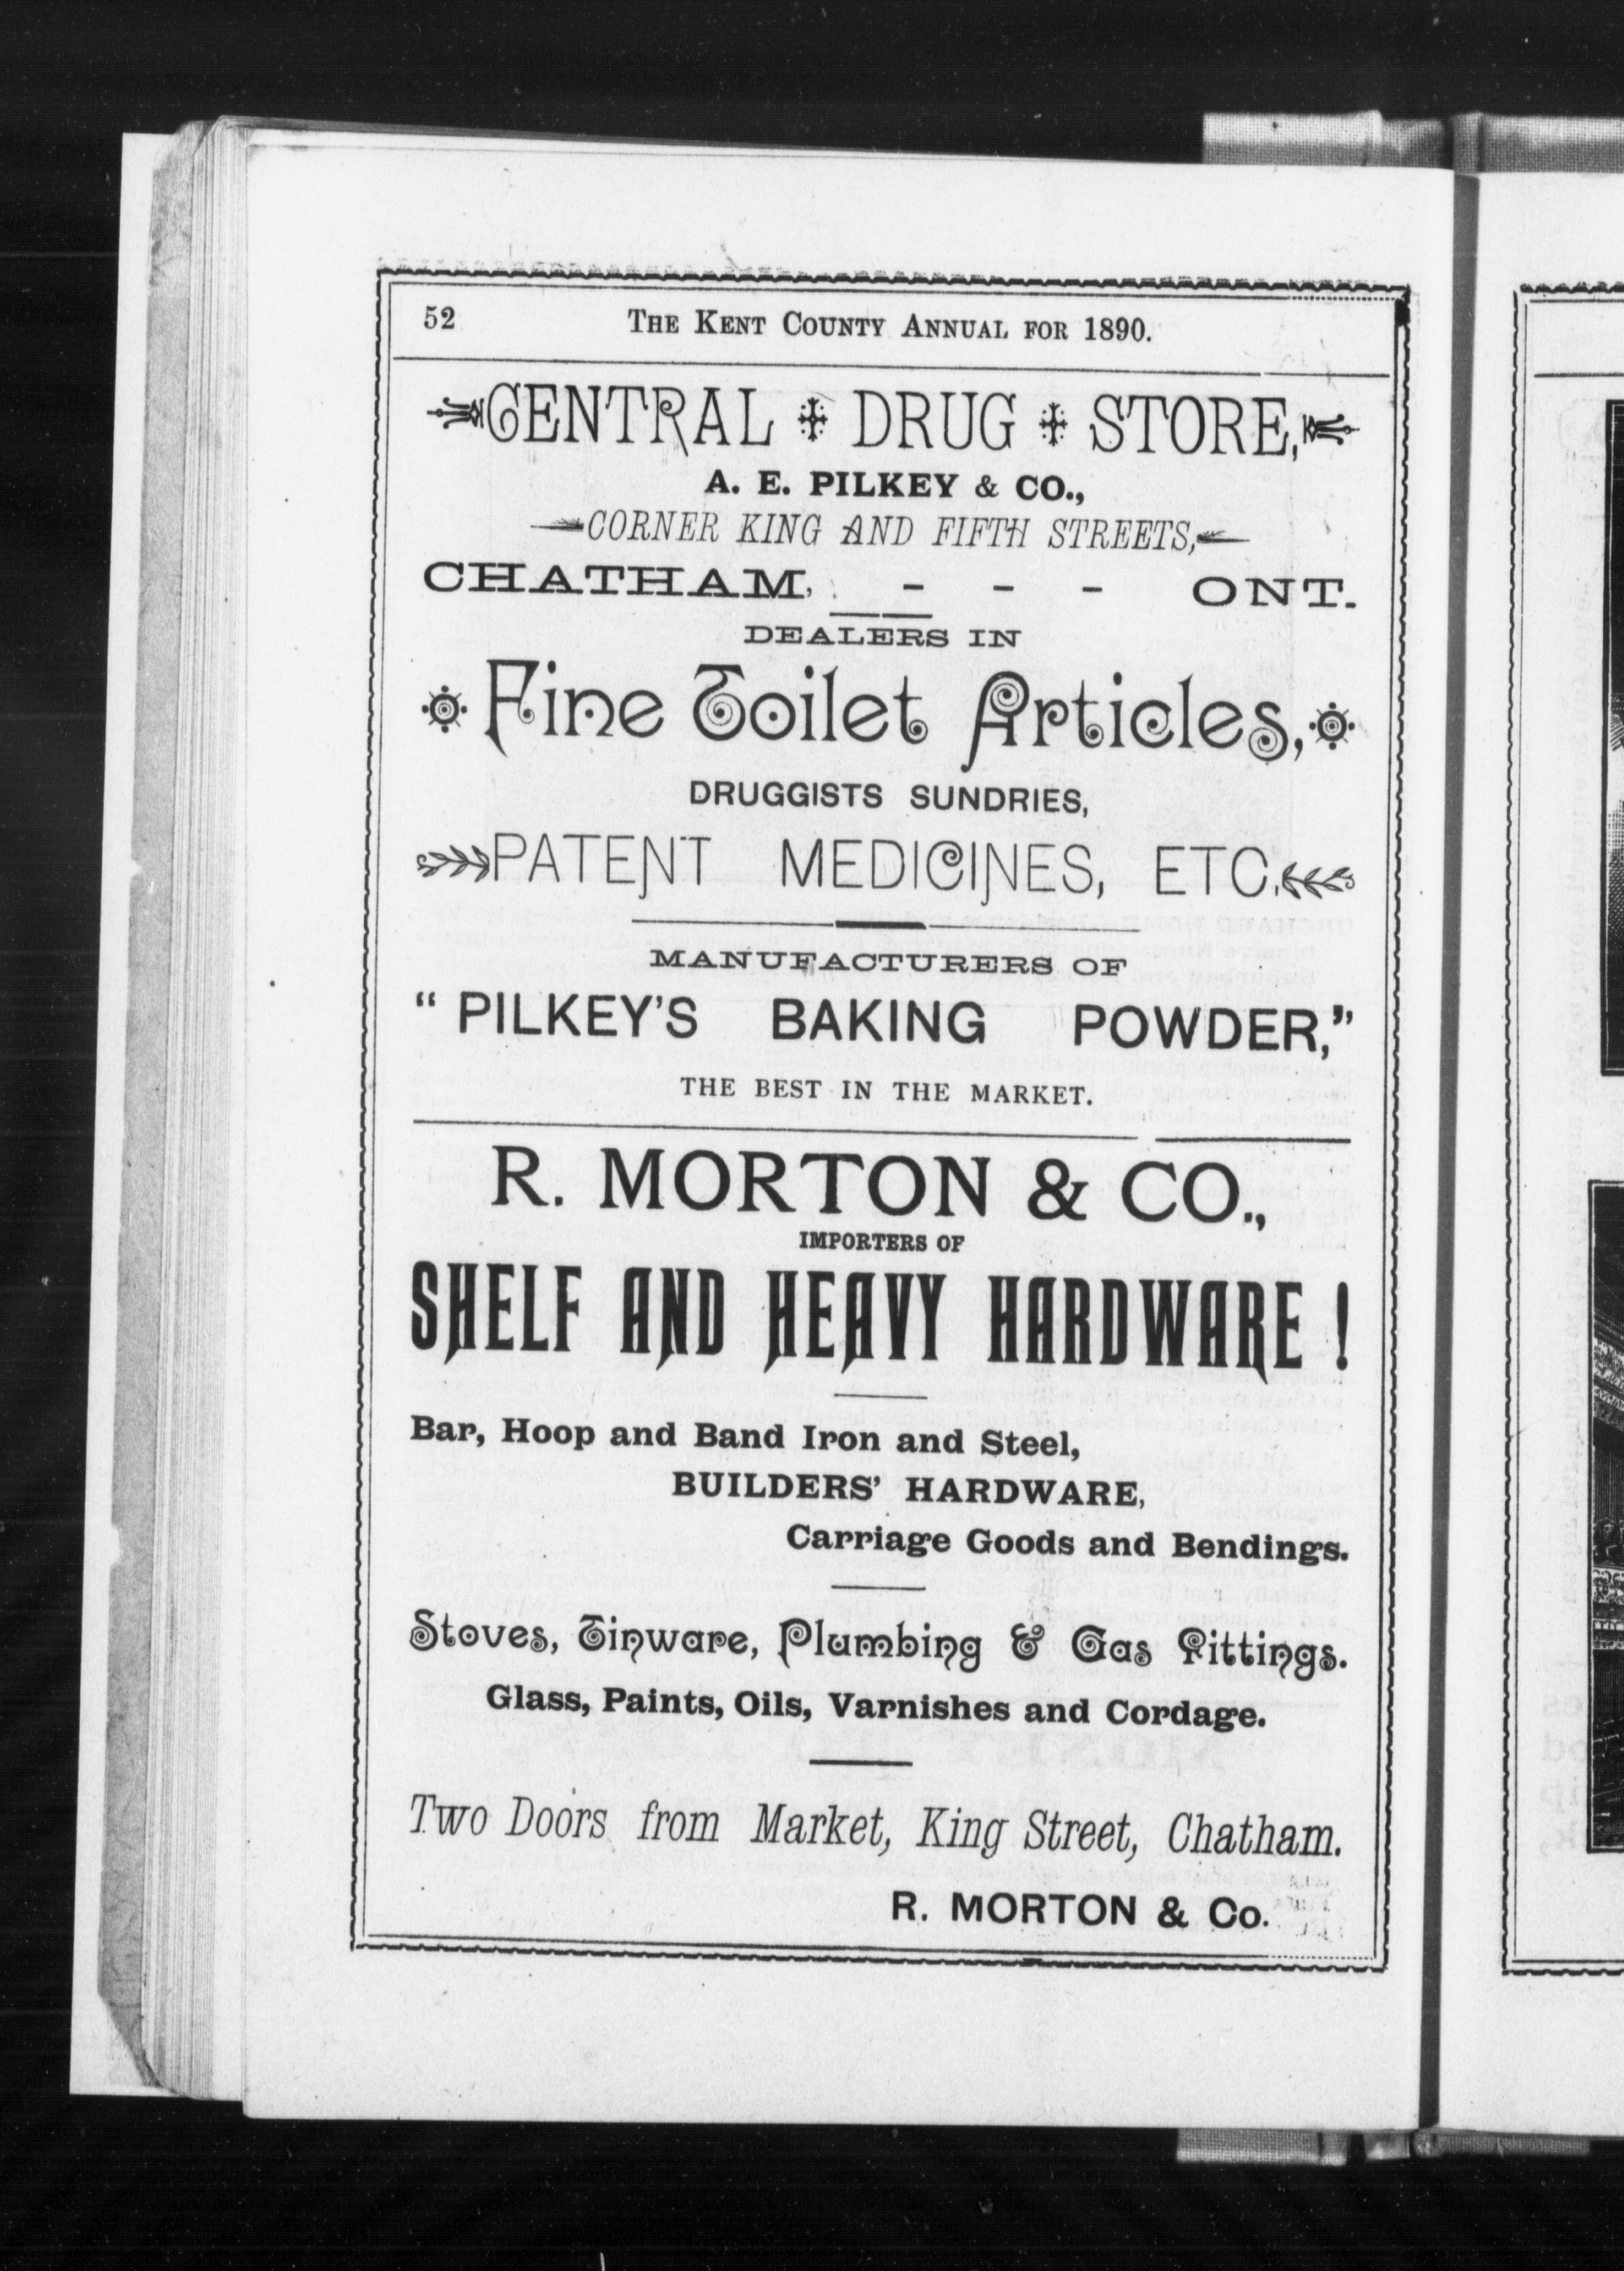 52 THE KENT COUNTY ANNUAL FOR 1890.
CENTRAL DRUG STORE,
A. E. PILKEY & CO.,
CORNER KING AND FIFTH STREETS,
CHATHAM, - - - ONT.
DEALERS IN
Fine Toilet Articles,
DRUGGISTS SUNDRIES,
PATENT MEDICINES, ETC.
MANUFACTURERS OF
“PILKEY'S BAKING POWDER,”
THE BEST IN THE MARKET.
R. MORTON & CO.,
IMPORTERS OF
SHELF AND HEAVY HARDWARE !
Bar, Hoop and Band Iron and Steel,
BUILDERS' HARDWARE,
Carriage Goods and Bendings.
Stoves, Tinware, Plumbing & Gas Fittings.
Glass, Paints, Oils, Varnishes and Cordage.
Two Doors from Market, King Street, Chatham.
R. MORTON & Co.